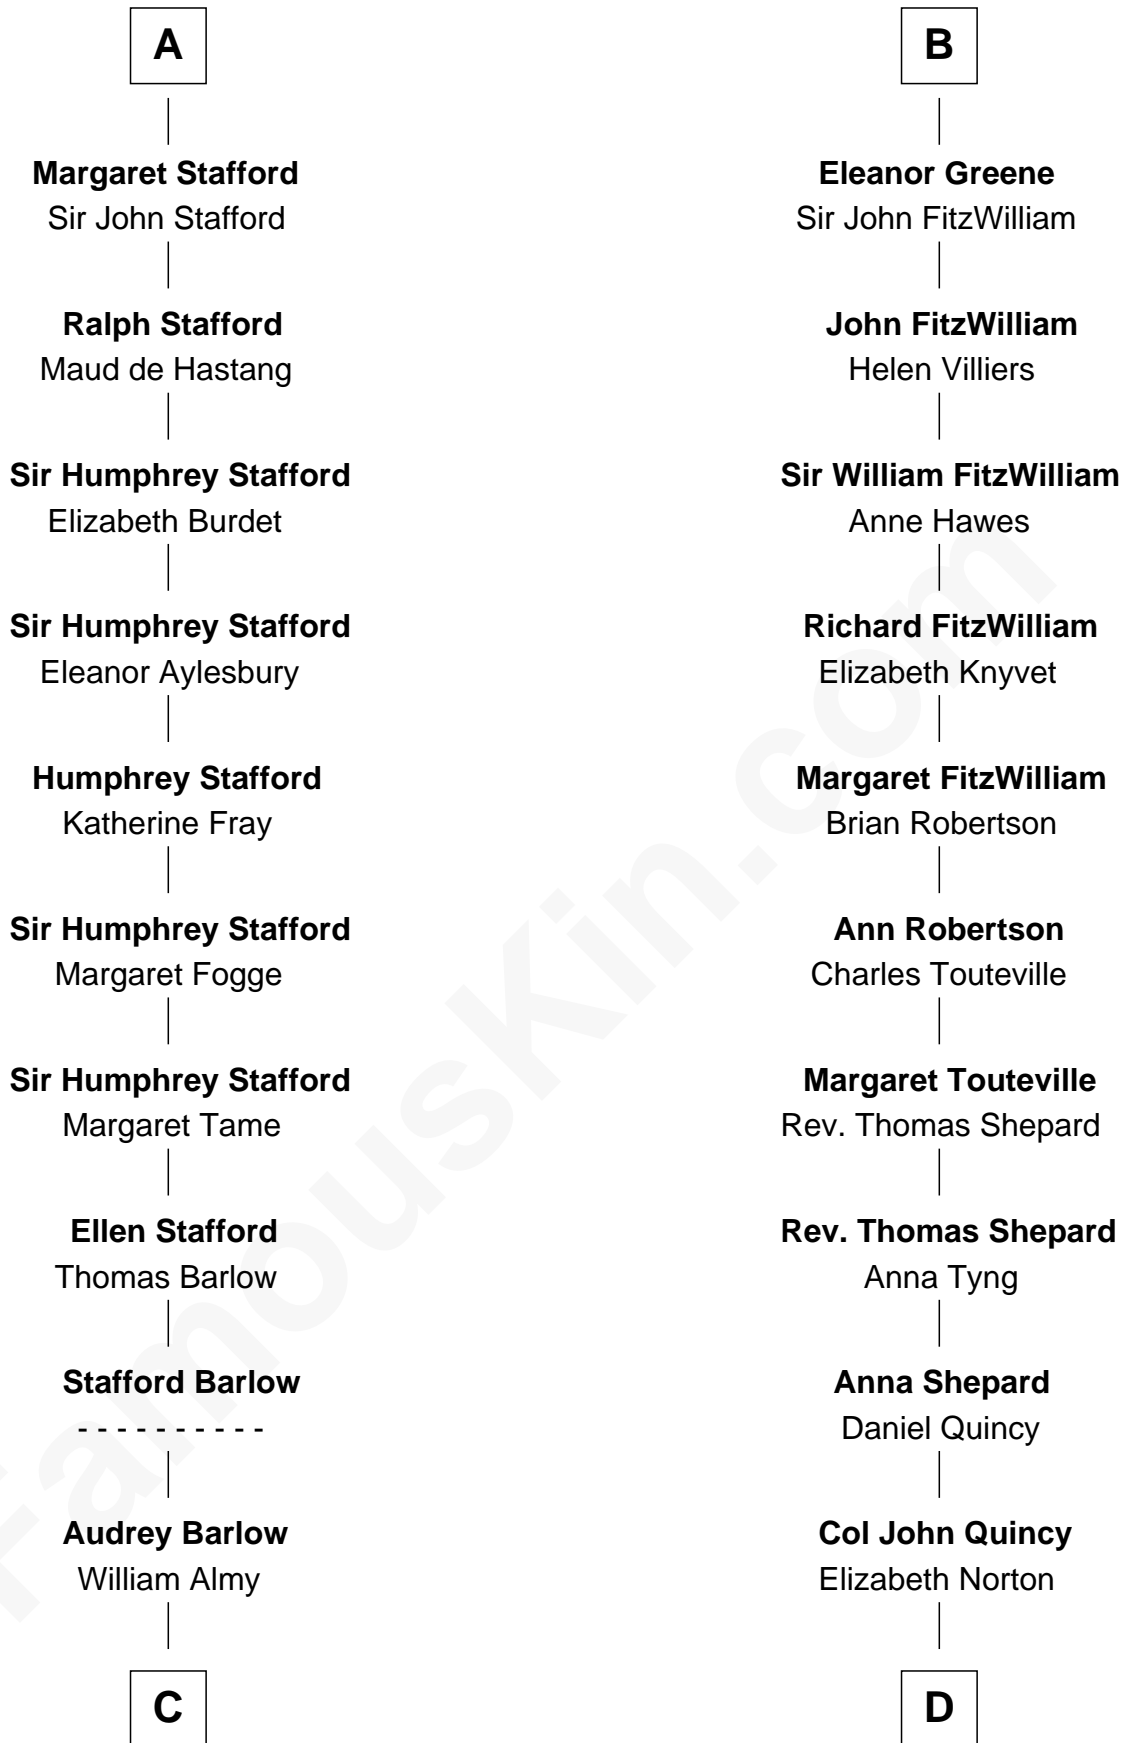 A
Margaret Stafford
Sir John Stafford
Ralph Stafford
Maud de Hastang
Sir Humphrey Stafford
Elizabeth Burdet
Sir Humphrey Stafford
Eleanor Aylesbury
Humphrey Stafford
Katherine Fray
Sir Humphrey Stafford
Margaret Fogge
Sir Humphrey Stafford
Margaret Tame
Ellen Stafford
Thomas Barlow
Stafford Barlow
- - - - - - - - - -
Audrey Barlow
William Almy
C
B
Eleanor Greene
Sir John FitzWilliam
John FitzWilliam
Helen Villiers
Sir William FitzWilliam
Anne Hawes
Richard FitzWilliam
Elizabeth Knyvet
Margaret FitzWilliam
Brian Robertson
Ann Robertson
Charles Touteville
Margaret Touteville
Rev. Thomas Shepard
Rev. Thomas Shepard
Anna Tyng
Anna Shepard
Daniel Quincy
Col John Quincy
Elizabeth Norton
D
FamousKin.com